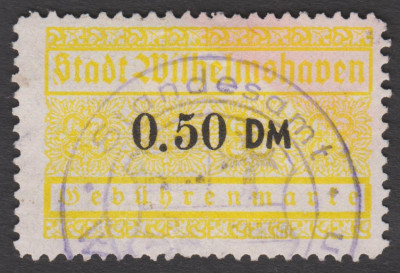 Stadt Wilhelmshaven
Standesamt
0.50 DM
Gebührenmarke